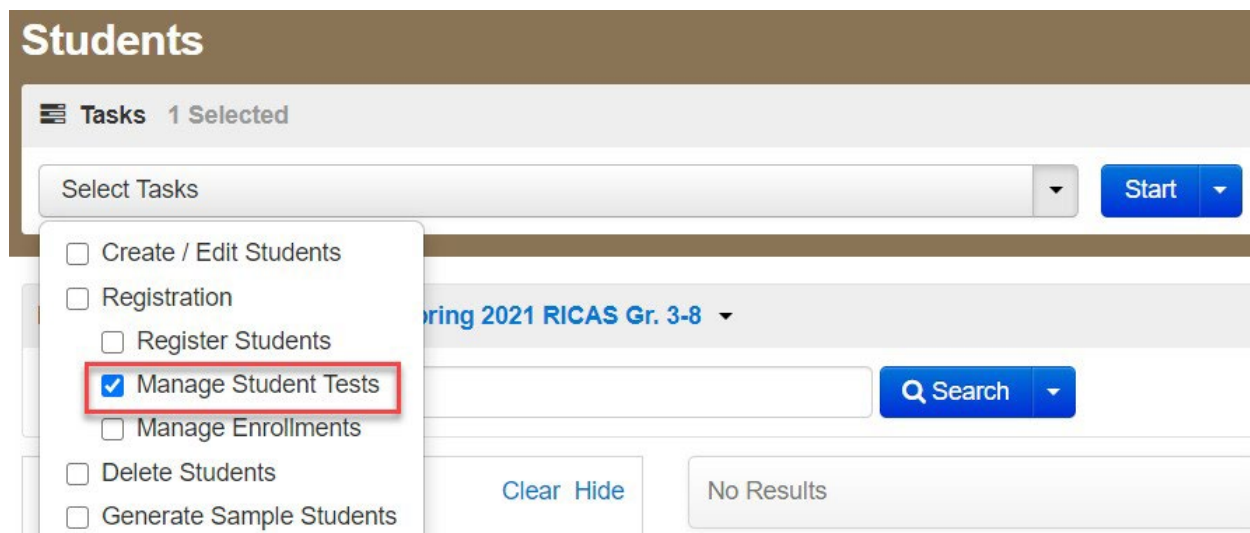 Students
Tasks 1 Selected
Select Tasks
Start
Create / Edit Students
Registration
Spring 2021 RICAS Gr. 3-8
Register Students
Manage Student Tests
Search
Manage Enrollments
Delete Students
Clear Hide
No Results
Generate Sample Students